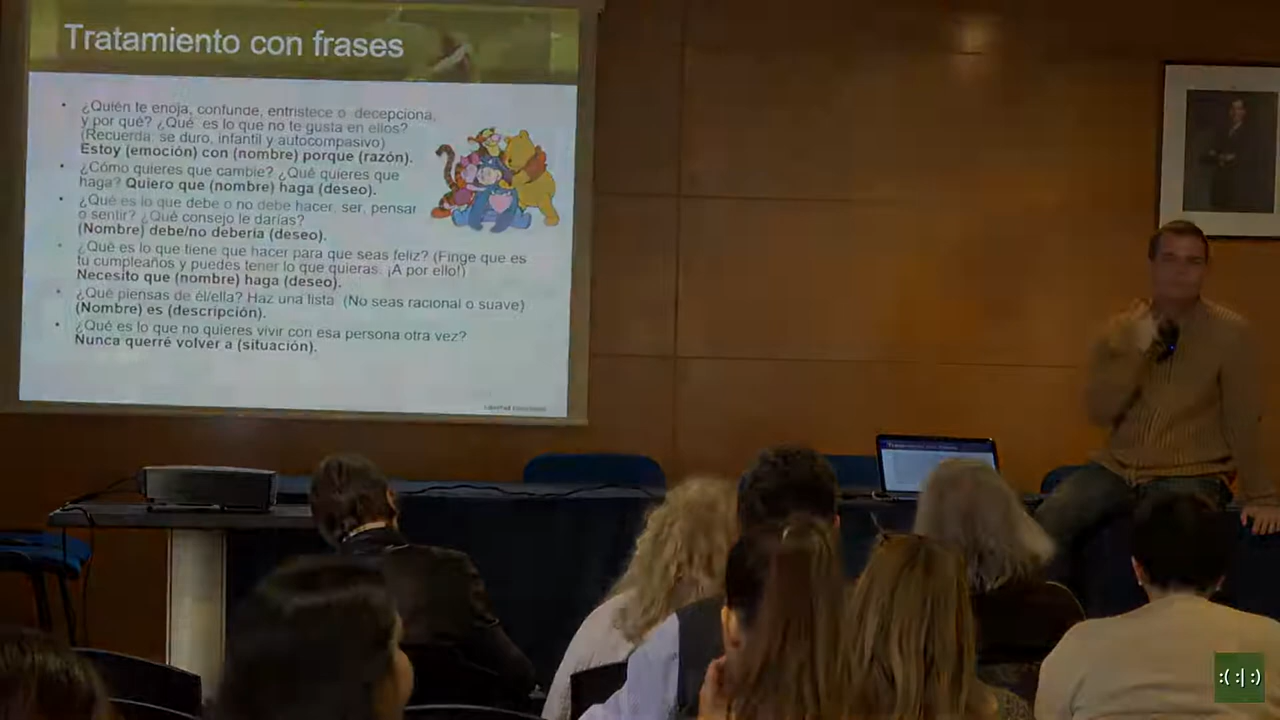 Tratamiento con frases
• ¿Quién te enoja, confunde, entristece o decepciona,
y por qué? ¿Qué es lo que no te gusta en ellos?
(Recuerda: se duro, infantil y autocompasivo)
Estoy (emoción) con (nombre) porque (razón).
• ¿Cómo quieres que cambie? ¿Qué quieres que
haga? Quiero que (nombre) haga (deseo).
• ¿Qué es lo que debe o no debe hacer, ser, pensar
o sentir? ¿Qué consejo le darías?
(Nombre) debe/no debería (deseo).
• ¿Qué es lo que tiene que hacer para que seas feliz? (Finge que es
tu cumpleaños y puedes tener lo que quieras. ¡A por ello!)
Necesito que (nombre) haga (deseo).
• ¿Qué piensas de él/ella? Haz una lista. (No seas racional o suave)
(Nombre) es (descripción).
• ¿Qué es lo que no quieres vivir con esa persona otra vez?
Nunca querré volver a (situación).
:( :| :)